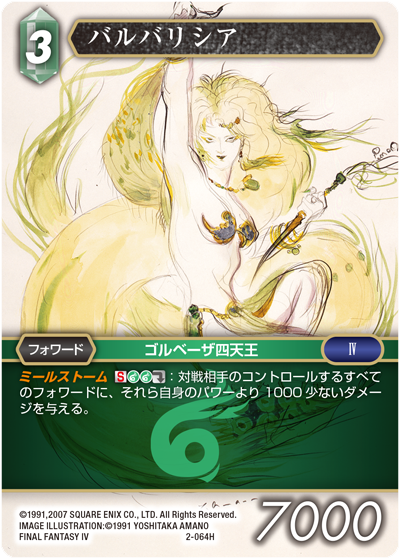 3
バルバリシア
フォワード
ゴルベーザ四天王
IV
ミールストーム S：対戦相手のコントロールするすべて
のフォワードに、それら自身のパワーより 1000 少ないダメー
ジを与える。
©1991,2007 SQUARE ENIX CO., LTD. All Rights Reserved.
IMAGE ILLUSTRATION:©1991 YOSHITAKA AMANO
FINAL FANTASY IV
2-064H
7000